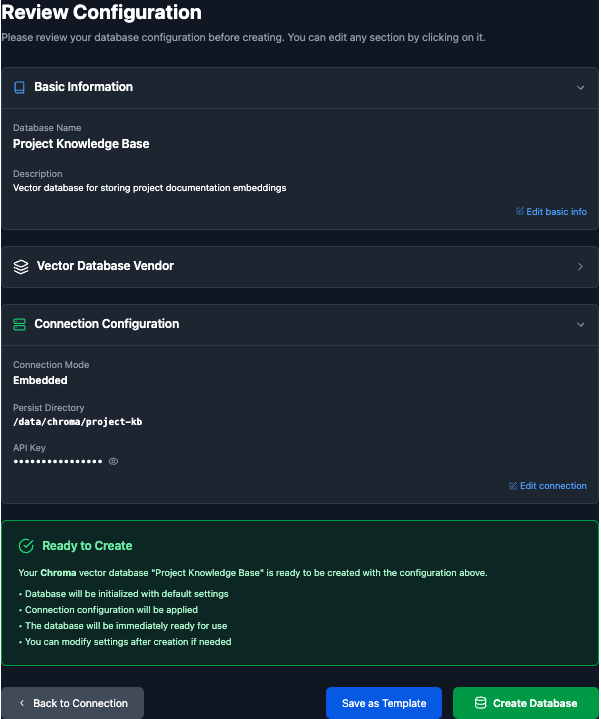 Review Configuration
Please review your database configuration before creating. You can edit any section by clicking on it.
Basic Information
Database Name
Project Knowledge Base
Description
Vector database for storing project documentation embeddings
Edit basic info
Vector Database Vendor
Connection Configuration
Connection Mode
Embedded
Persist Directory
/data/chroma/project-kb
API Key
••••••••••••••••
Edit connection
Ready to Create
Your Chroma vector database "Project Knowledge Base" is ready to be created with the configuration above.
• Database will be initialized with default settings
• Connection configuration will be applied
• The database will be immediately ready for use
• You can modify settings after creation if needed
Back to Connection
Save as Template
Create Database